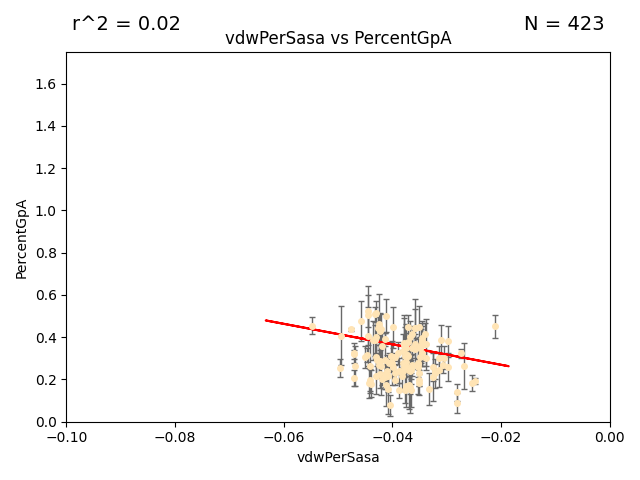 r^2 = 0.02
N = 423
vdwPerSasa vs PercentGpA
1.6
1.4
1.2
1.0
0.8
0.6
0.4
0.2
0.0
PercentGpA
−0.10 −0.08 −0.06 −0.04 −0.02 0.00
vdwPerSasa